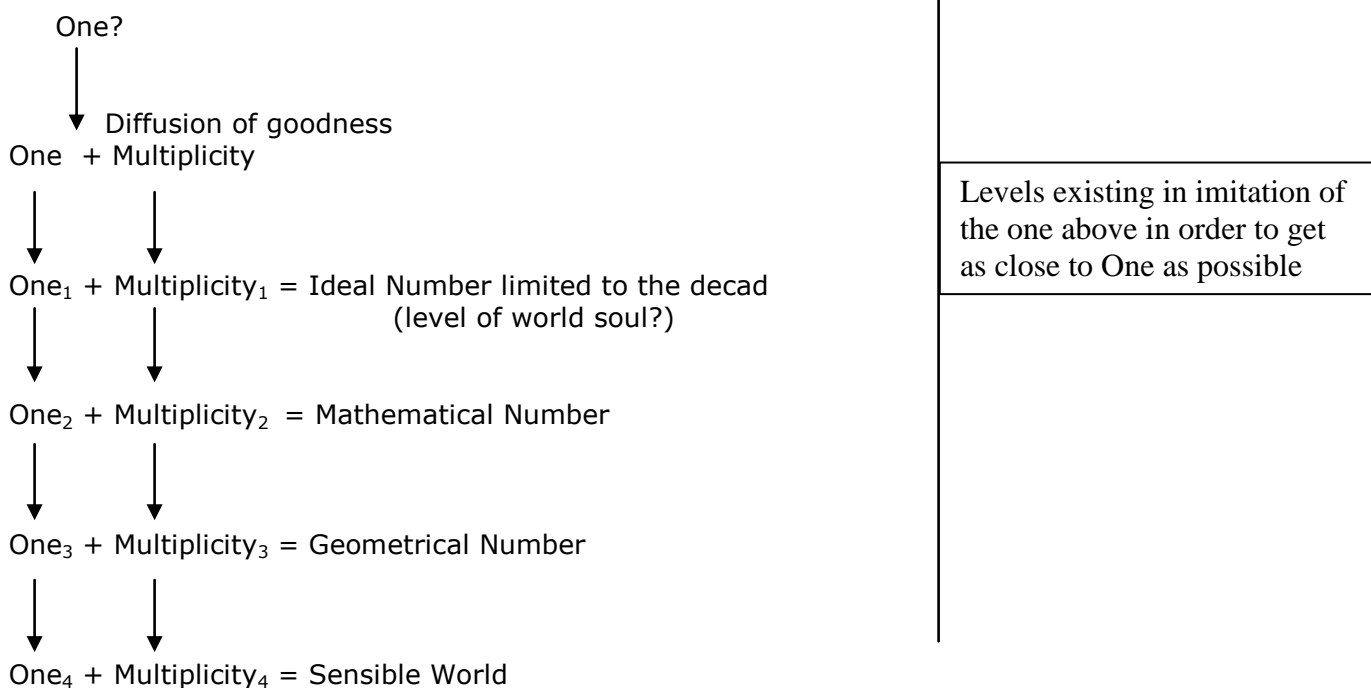 One?
Diffusion of goodness
One + Multiplicity
One₁ + Multiplicity₁ = Ideal Number limited to the decad
(level of world soul?)
One₂ + Multiplicity₂ = Mathematical Number
One₃ + Multiplicity₃ = Geometrical Number
One₄ + Multiplicity₄ = Sensible World
Levels existing in imitation of
the one above in order to get
as close to One as possible